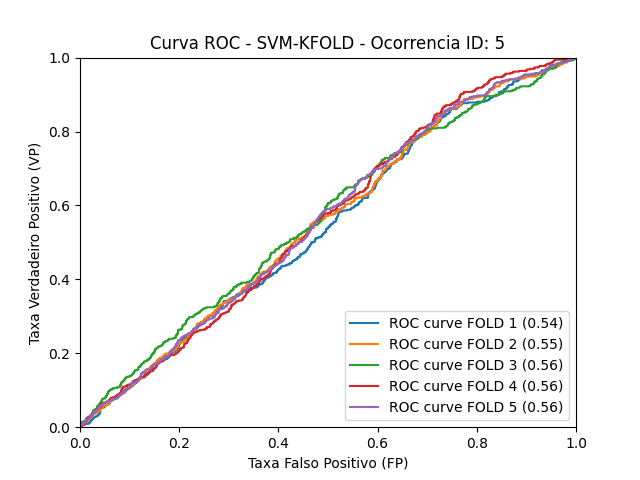 Curva ROC - SVM-KFOLD - Ocorrencia ID: 5
1.0
0.8
0.6
0.4
0.2
0.0
Taxa Verdadeiro Positivo (VP)
ROC curve FOLD 1 (0.54)
ROC curve FOLD 2 (0.55)
ROC curve FOLD 3 (0.56)
ROC curve FOLD 4 (0.56)
ROC curve FOLD 5 (0.56)
0.0 0.2 0.4 0.6 0.8 1.0
Taxa Falso Positivo (FP)